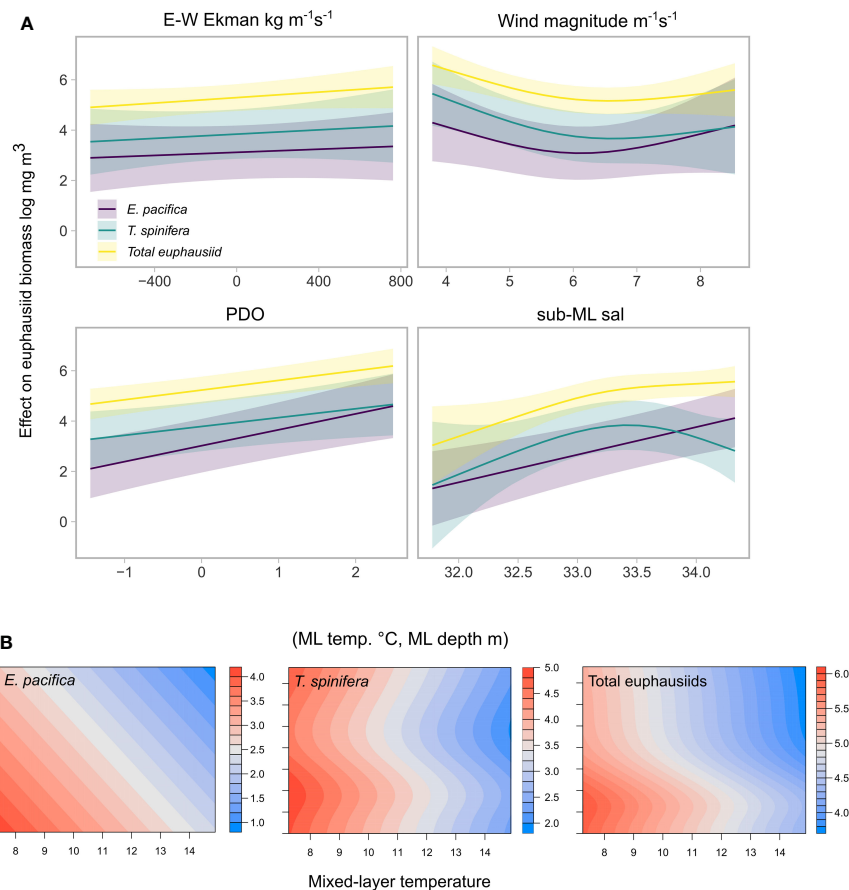 A
E-W Ekman kg m-1s-1
Wind magnitude m-1s-1
Effect on euphausiid biomass log mg m3
6
4
2
0
E. pacifica
T. spinifera
Total euphausiid
−400 0 400 800
4 5 6 7 8
PDO
sub-ML sal
6
4
2
0
−1 0 1 2
32.0 32.5 33.0 33.5 34.0
B
(ML temp. °C, ML depth m)
E. pacifica
4.0
3.5
3.0
2.5
2.0
1.5
1.0
8 9 10 11 12 13 14
T. spinifera
5.0
4.5
4.0
3.5
3.0
2.5
2.0
8 9 10 11 12 13 14
Total euphausiids
6.0
5.5
5.0
4.5
4.0
8 9 10 11 12 13 14
Mixed-layer temperature